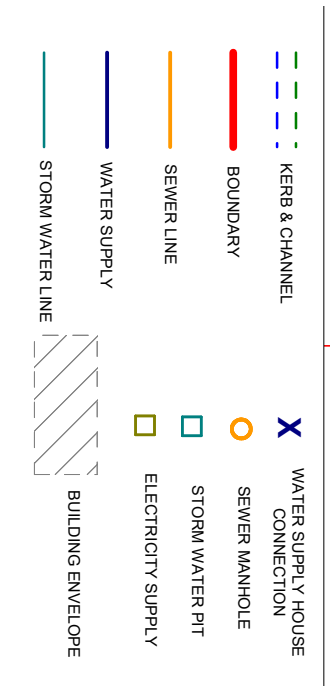 KERB & CHANNEL
BOUNDARY
SEWER LINE
WATER SUPPLY
STORM WATER LINE
X
WATER SUPPLY HOUSE
CONNECTION
SEWER MANHOLE
STORM WATER PIT
ELECTRICITY SUPPLY
BUILDING ENVELOPE